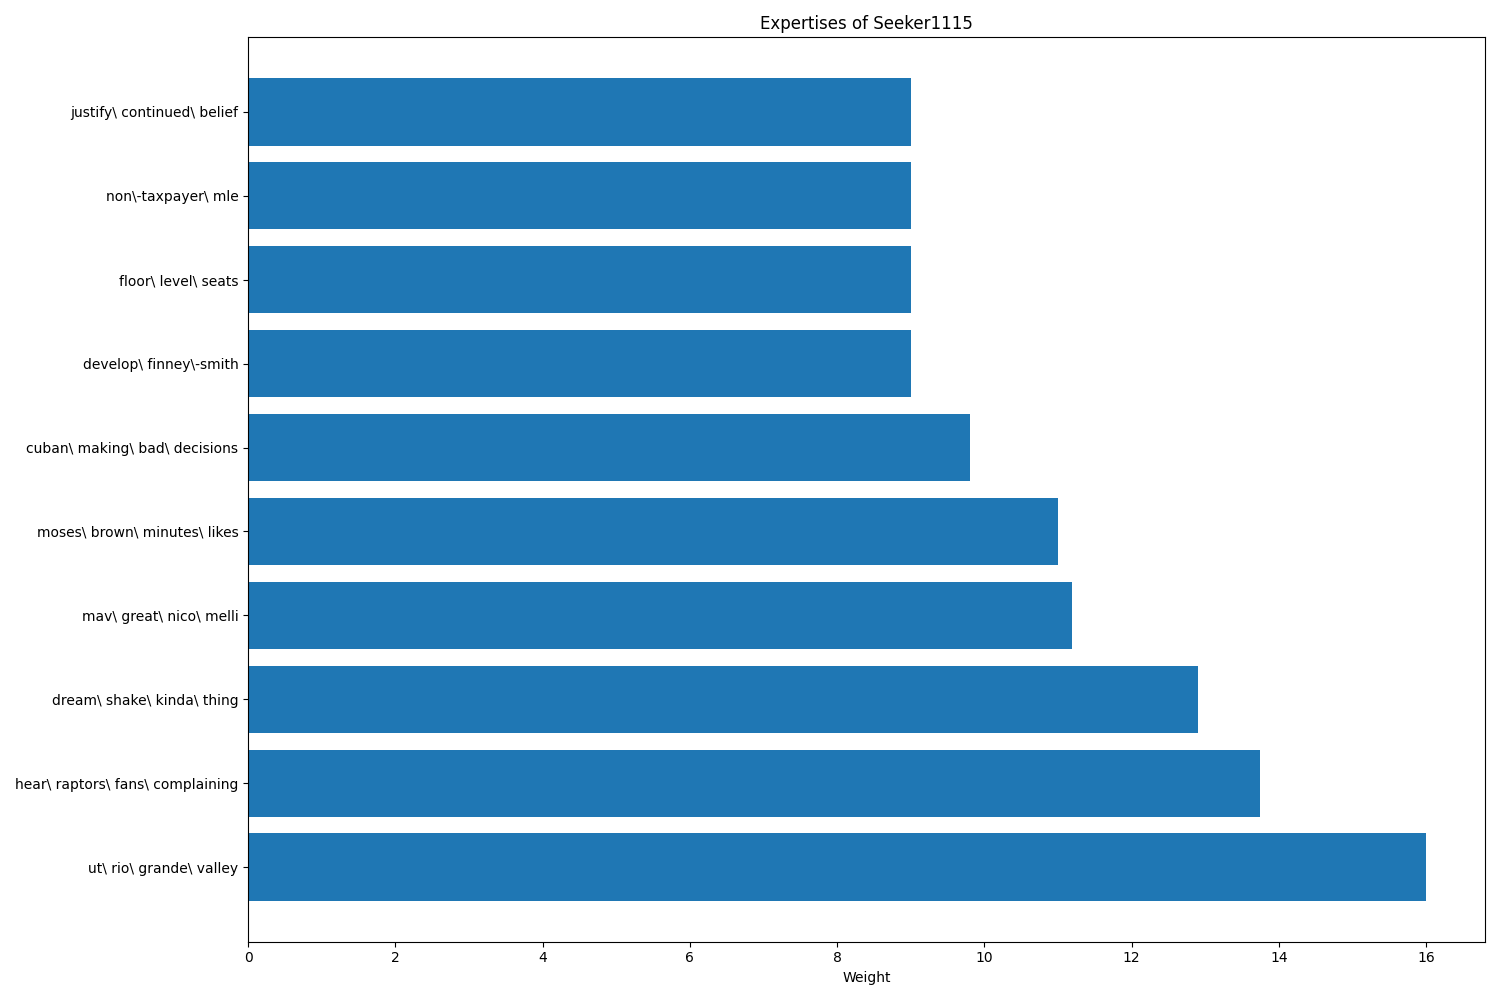 Expertises of Seeker1115
justify\ continued\ belief
non\-taxpayer\ mle
floor\ level\ seats
develop\ finney\-smith
cuban\ making\ bad\ decisions
moses\ brown\ minutes\ likes
mav\ great\ nico\ melli
dream\ shake\ kinda\ thing
hear\ raptors\ fans\ complaining
ut\ rio\ grande\ valley
0 2 4 6 8 10 12 14 16
Weight